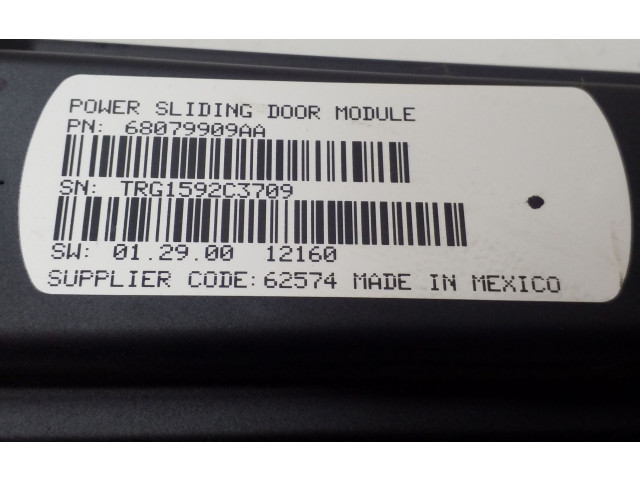 POWER SLIDING DOOR MODULE
PN: 68079909AA
SN: TRG1592C3709
SW: 01.29.00 12160
SUPPLIER CODE: 62574 MADE IN MEXICO